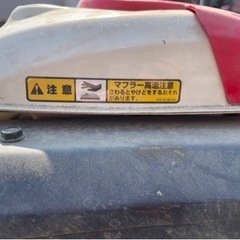 注意
マフラー高温注意
さわるとやけどをするおそれ
があります。